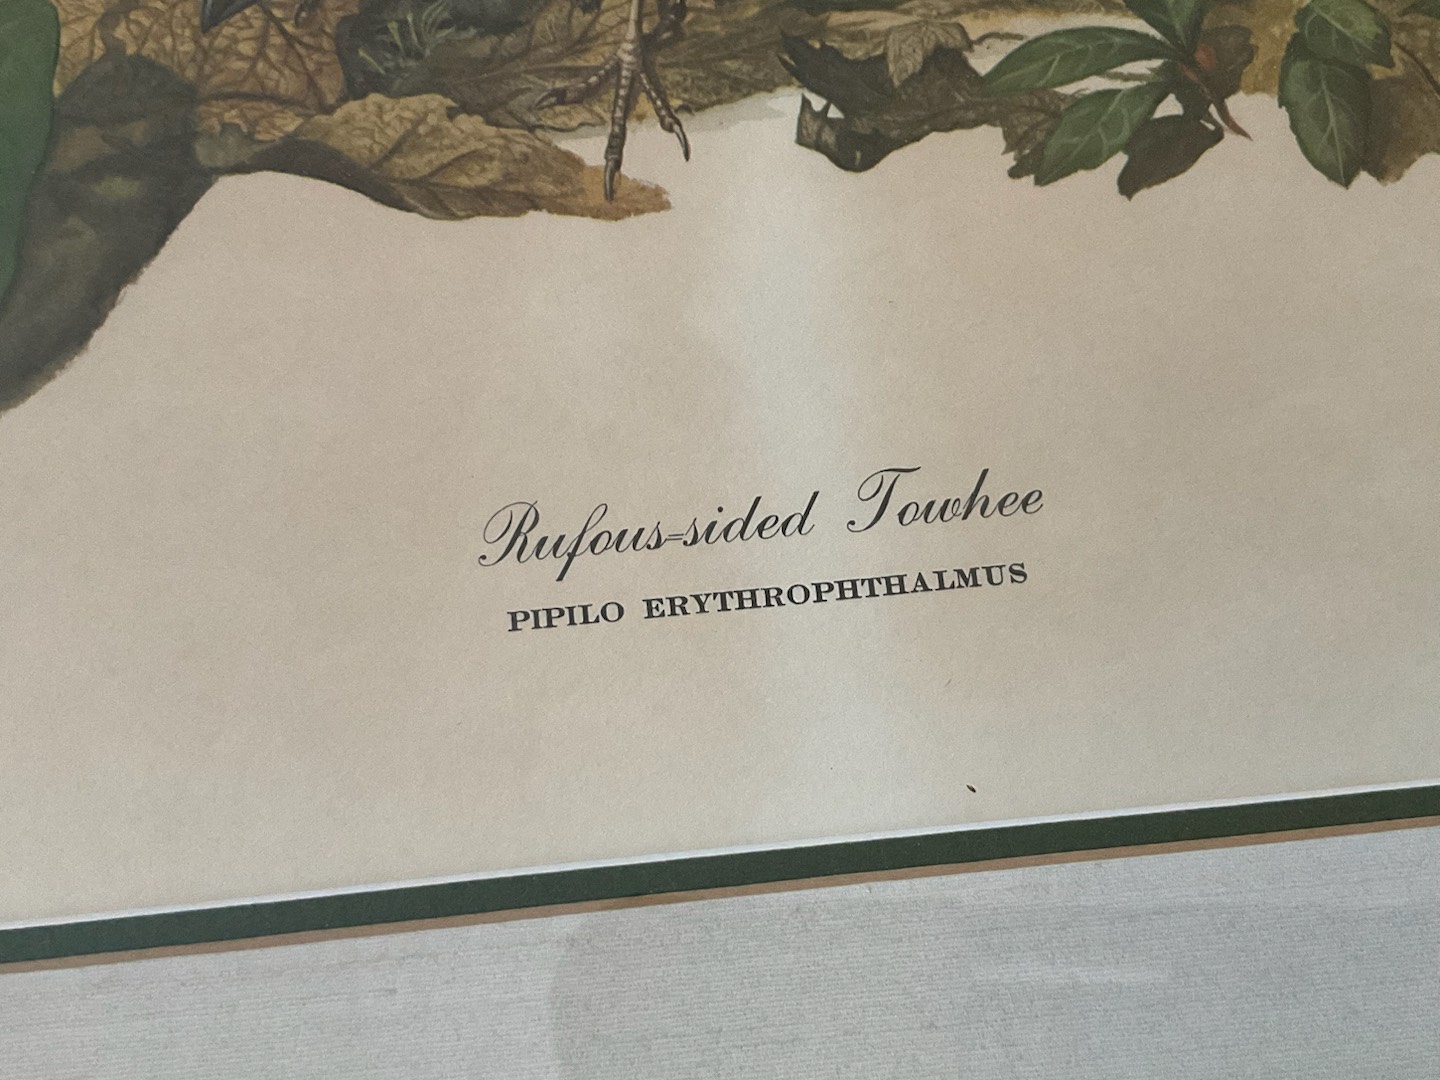 Rufous-sided Towhee
PIPILO ERYTHROPHTHALMUS